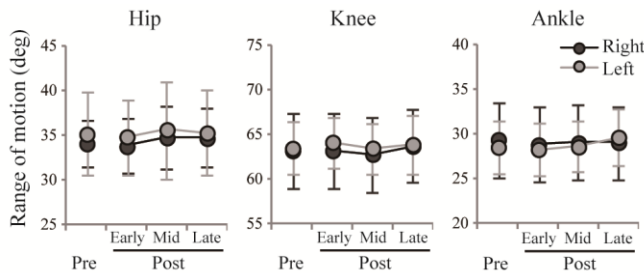 Hip
Knee
Ankle
Range of motion (deg)
45
40
35
30
25
75
70
65
60
55
40
35
30
25
20
Right
Left
Early Mid Late
Early Mid Late
Early Mid Late
Pre Post
Pre Post
Pre Post